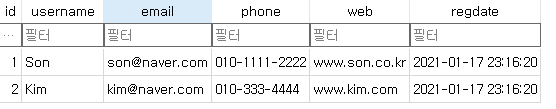 id username email phone web regdate
... 필터 필터 필터 필터 필터
1 Son son@naver.com 010-1111-2222 www.son.co.kr 2021-01-17 23:16:20
2 Kim kim@naver.com 010-333-4444 www.kim.com 2021-01-17 23:16:20